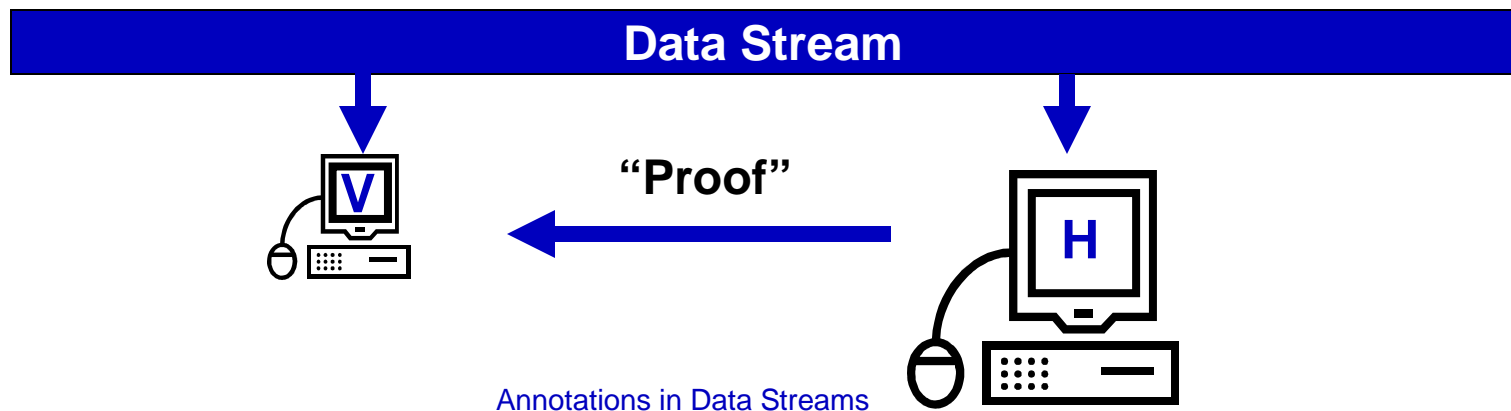 Data Stream
“Proof”
V
H
Annotations in Data Streams